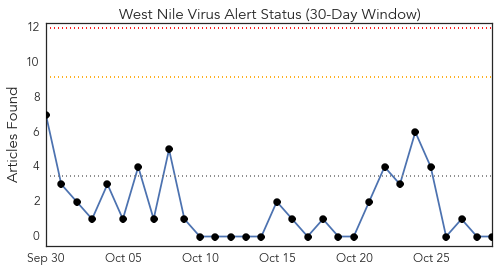 West Nile Virus Alert Status (30-Day Window)
Articles Found
12
10
8
6
4
2
0
Sep 30 Oct 05 Oct 10 Oct 15 Oct 20 Oct 25